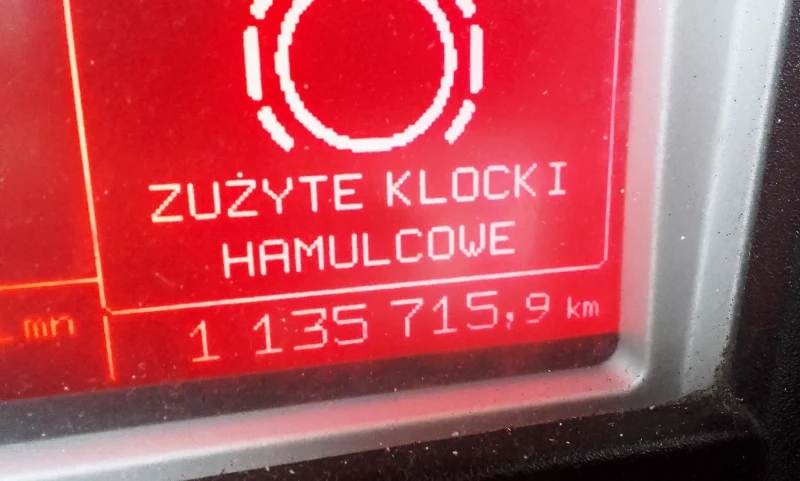 ZUŻYTE KLOCKI
HAMULCOWE
1 135 715,9 km